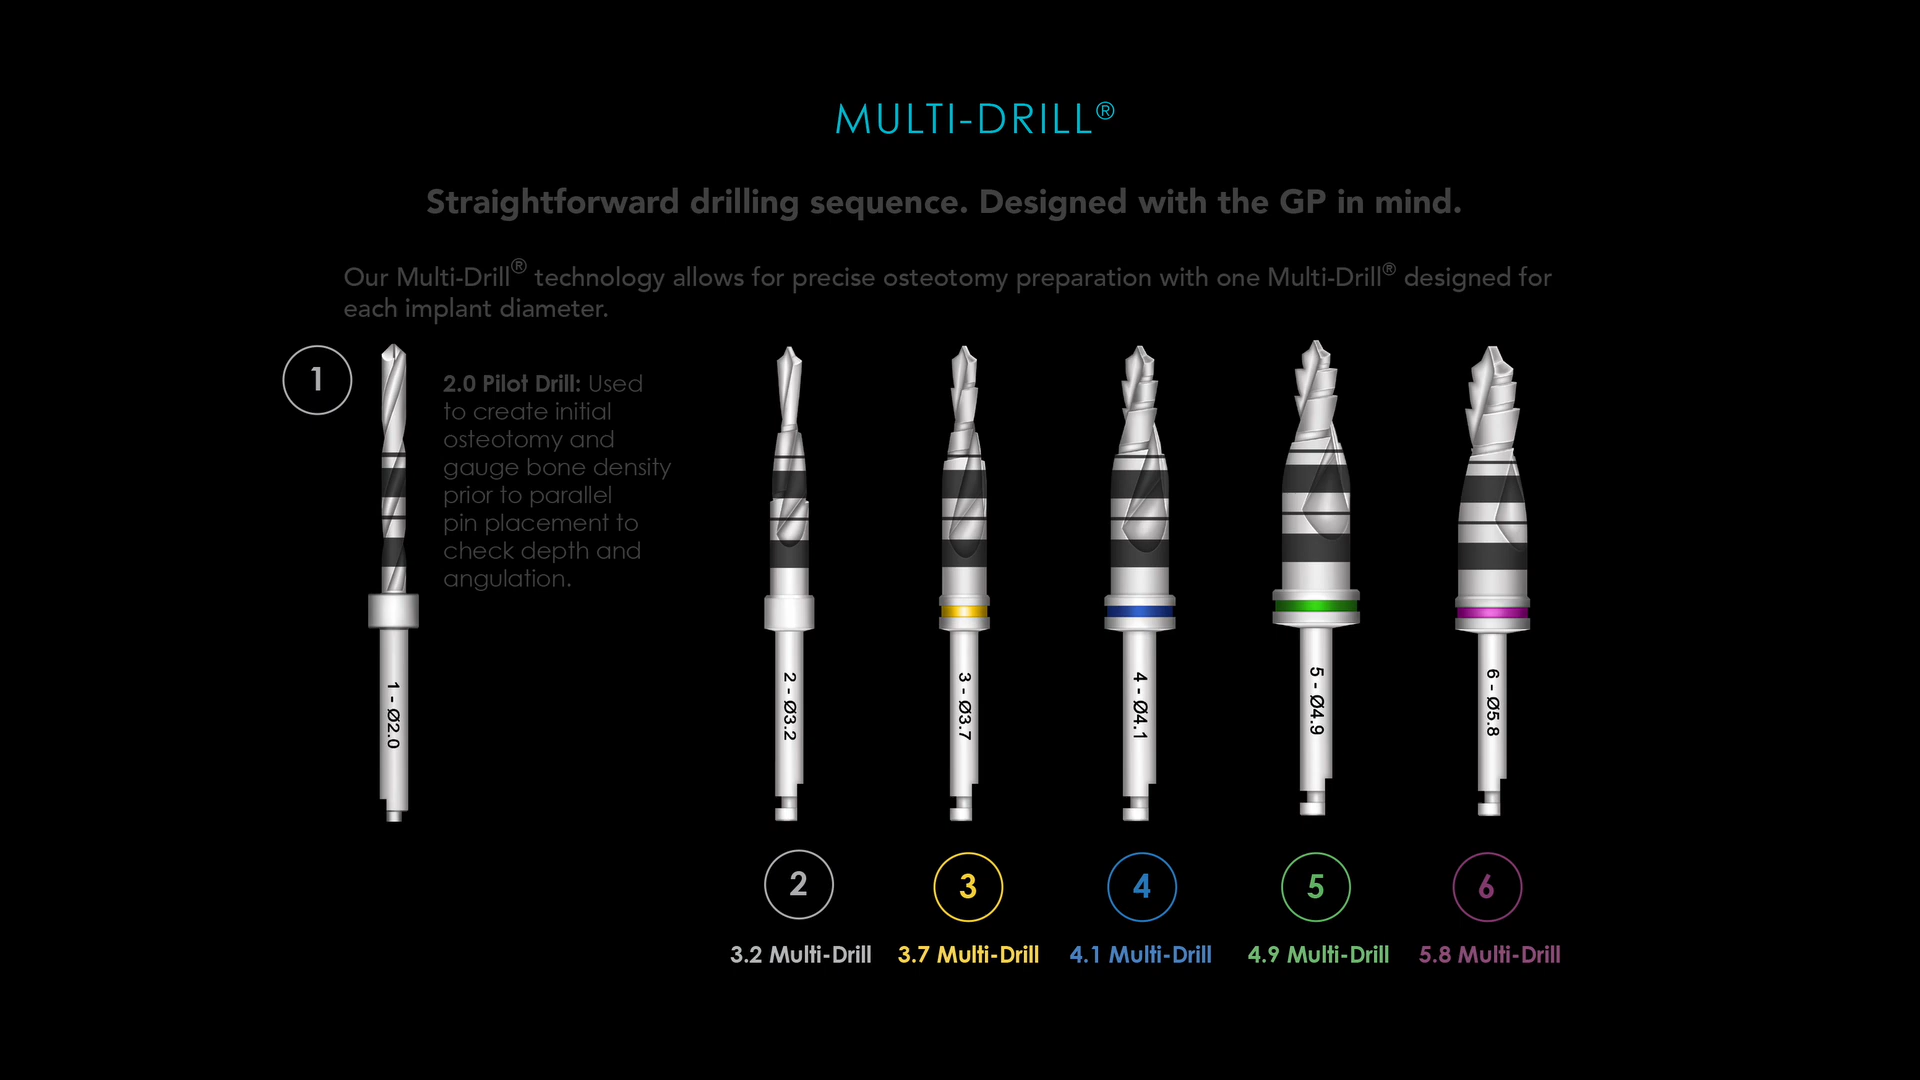 MULTI-DRILL®
Straightforward drilling sequence. Designed with the GP in mind.
Our Multi-Drill® technology allows for precise osteotomy preparation with one Multi-Drill® designed for
each implant diameter.
1
2.0 Pilot Drill: Used
to create initial
osteotomy and
gauge bone density
prior to parallel
pin placement to
check depth and
angulation.
1 - Ø2.0
2 - Ø3.2
3 - Ø3.7
4 - Ø4.1
5 - Ø4.9
6 - Ø5.8
2
3
4
5
6
3.2 Multi-Drill
3.7 Multi-Drill
4.1 Multi-Drill
4.9 Multi-Drill
5.8 Multi-Drill